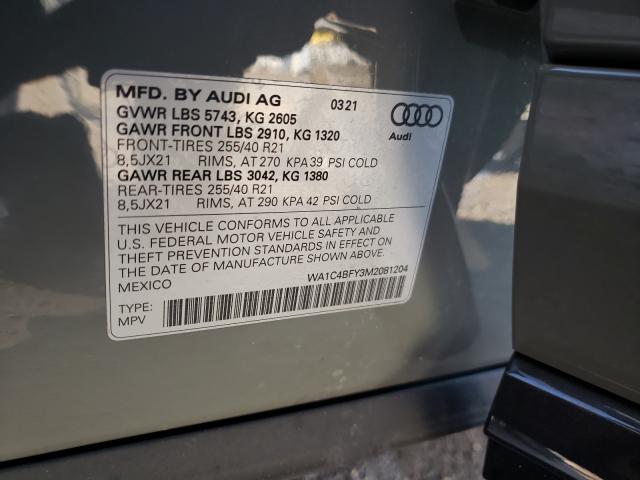 MFD. BY AUDI AG 03 21
GVWR LBS 5743, KG 2605
GAWR FRONT LBS 2910, KG 1320
Audi
FRONT-TIRES 255/40 R21
8,5JX21 RIMS, AT 270 KPA 39 PSI COLD
GAWR REAR LBS 3042, KG 1380
REAR-TIRES 255/40 R21
8,5JX21 RIMS, AT 290 KPA 42 PSI COLD
THIS VEHICLE CONFORMS TO ALL APPLICABLE
U.S. FEDERAL MOTOR VEHICLE SAFETY AND
THEFT PREVENTION STANDARDS IN EFFECT ON
THE DATE OF MANUFACTURE SHOWN ABOVE.
MEXICO WA1C4BFY3M2081204
TYPE:
MPV